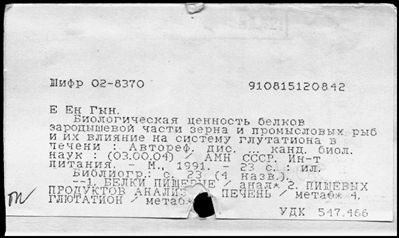 Шифр 02-8370 910815120842
Е Ен Гын.
Биологическая ценность белков
зародышевой части зерна и промысловых рыб
и их влияние на систему глутатиона в
печени : Автореф. дис. ... канд. биол.
наук : (03.00.04) / АМН СССР. Ин-т
питания. - М., 1991. - 23 с. : ил.
Библиогр.: с. 23 (4 назв.).
--1. БЕЛКИ ПИЩЕВЫЕ / анал* 2. ПИЩЕВЫХ
ПРОДУКТОВ АНАЛИЗ 3. ПЕЧЕНЬ / метаб* 4.
ГЛЮТАТИОН / метаб*
УДК 547.466